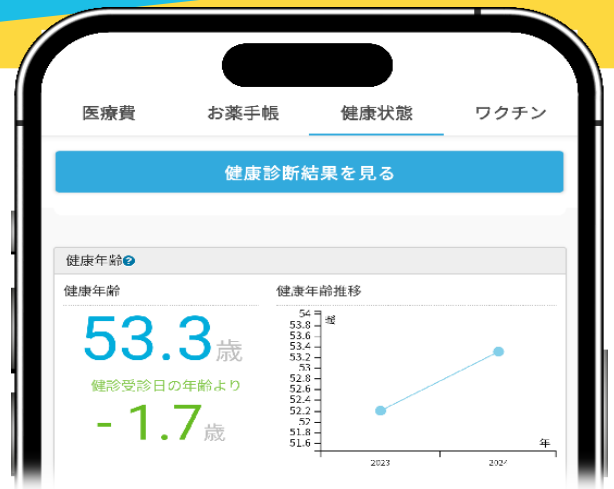 医療費 お薬手帳 健康状態 ワクチン
健康診断結果を見る
健康年齢?
健康年齢
53.3歳
健診受診日の年齢より
- 1.7歳
健康年齢推移
歳
54
53.8
53.6
53.4
53.2
53
52.8
52.6
52.4
52.2
52
51.8
51.6
年
2023 2024